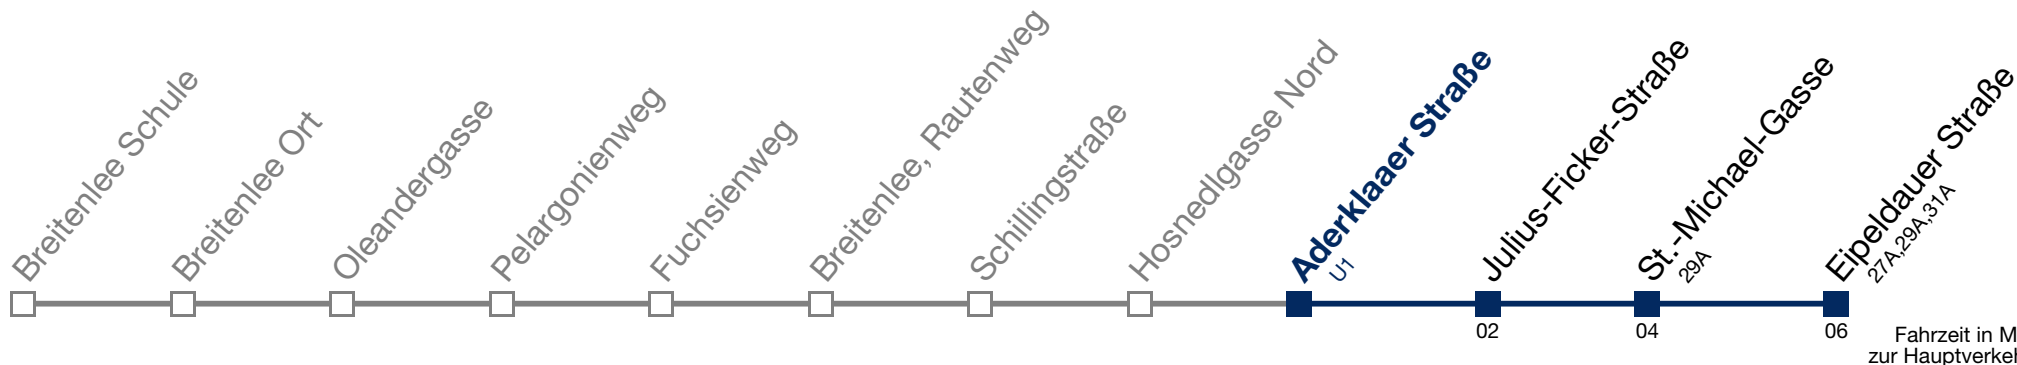 Breitenlee Schule
Breitenlee Ort
Oleandergasse
Pelargonienweg
Fuchsienweg
Breitenlee, Rautenweg
Schillingstraße
Hosnedlgasse Nord
Aderklaaer Straße
U1
Julius-Ficker-Straße
St.-Michael-Gasse
29A
Eipeldauer Straße
27A,29A,31A
02
04
06
Fahrzeit in M
zur Hauptverkeh